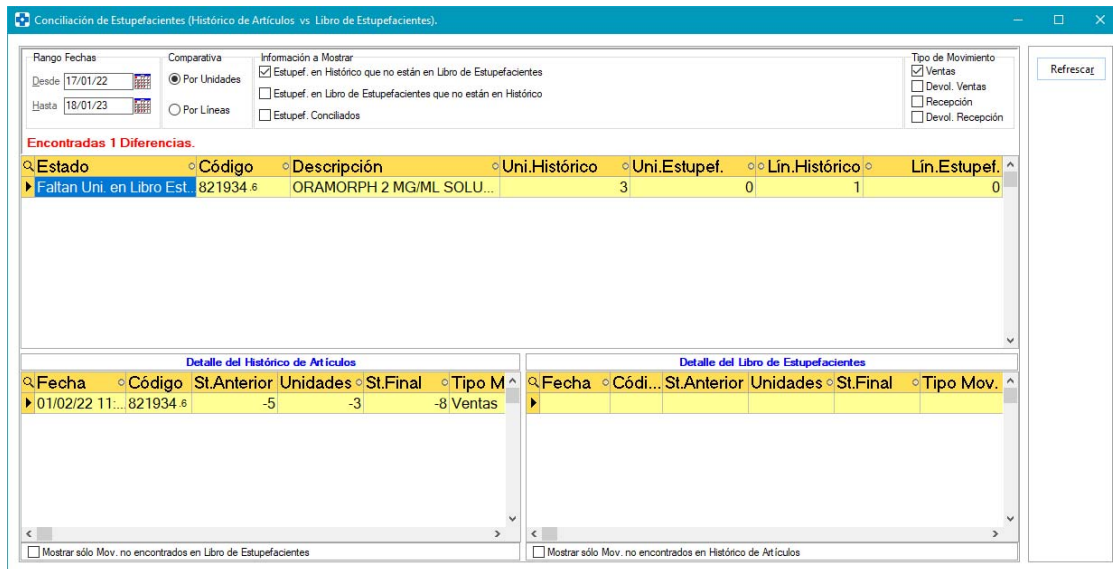 Conciliación de Estupefacientes (Histórico de Artículos vs Libro de Estupefacientes).
Rango Fechas
Desde 17/01/22
Hasta 18/01/23
Comparativa
Por Unidades
Por Líneas
Información a Mostrar
Estupef. en Histórico que no están en Libro de Estupefacientes
Estupef. en Libro de Estupefacientes que no están en Histórico
Estupef. Conciliados
Tipo de Movimiento
Ventas
Devol. Ventas
Recepción
Devol. Recepción
Refrescar
Encontradas 1 Diferencias.
Estado Código Descripción Uni.Histórico Uni.Estupef. Lín.Histórico Lín.Estupef.
Faltan Uni. en Libro Est... 821934.6 ORAMORPH 2 MG/ML SOLU... 3 0 1 0
Detalle del Histórico de Artículos
Fecha Código St.Anterior Unidades St.Final Tipo M
01/02/22 11:... 821934.6 -5 -3 -8 Ventas
Mostrar sólo Mov. no encontrados en Libro de Estupefacientes
Detalle del Libro de Estupefacientes
Fecha Códi... St.Anterior Unidades St.Final Tipo Mov.
Mostrar sólo Mov. no encontrados en Histórico de Artículos